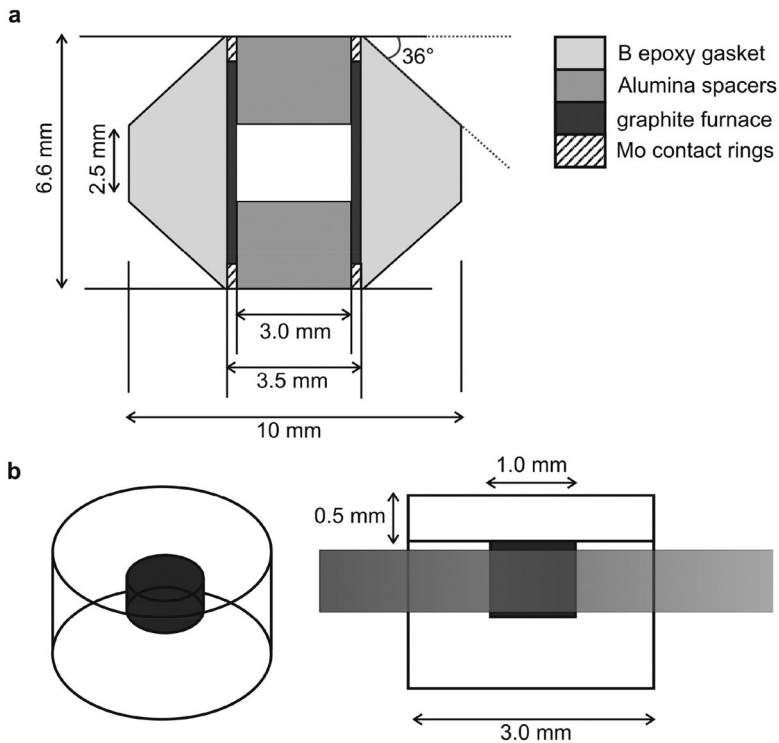 a
36°
6.6 mm
2.5 mm
3.0 mm
3.5 mm
10 mm
B epoxy gasket
Alumina spacers
graphite furnace
Mo contact rings
b
1.0 mm
0.5 mm
3.0 mm